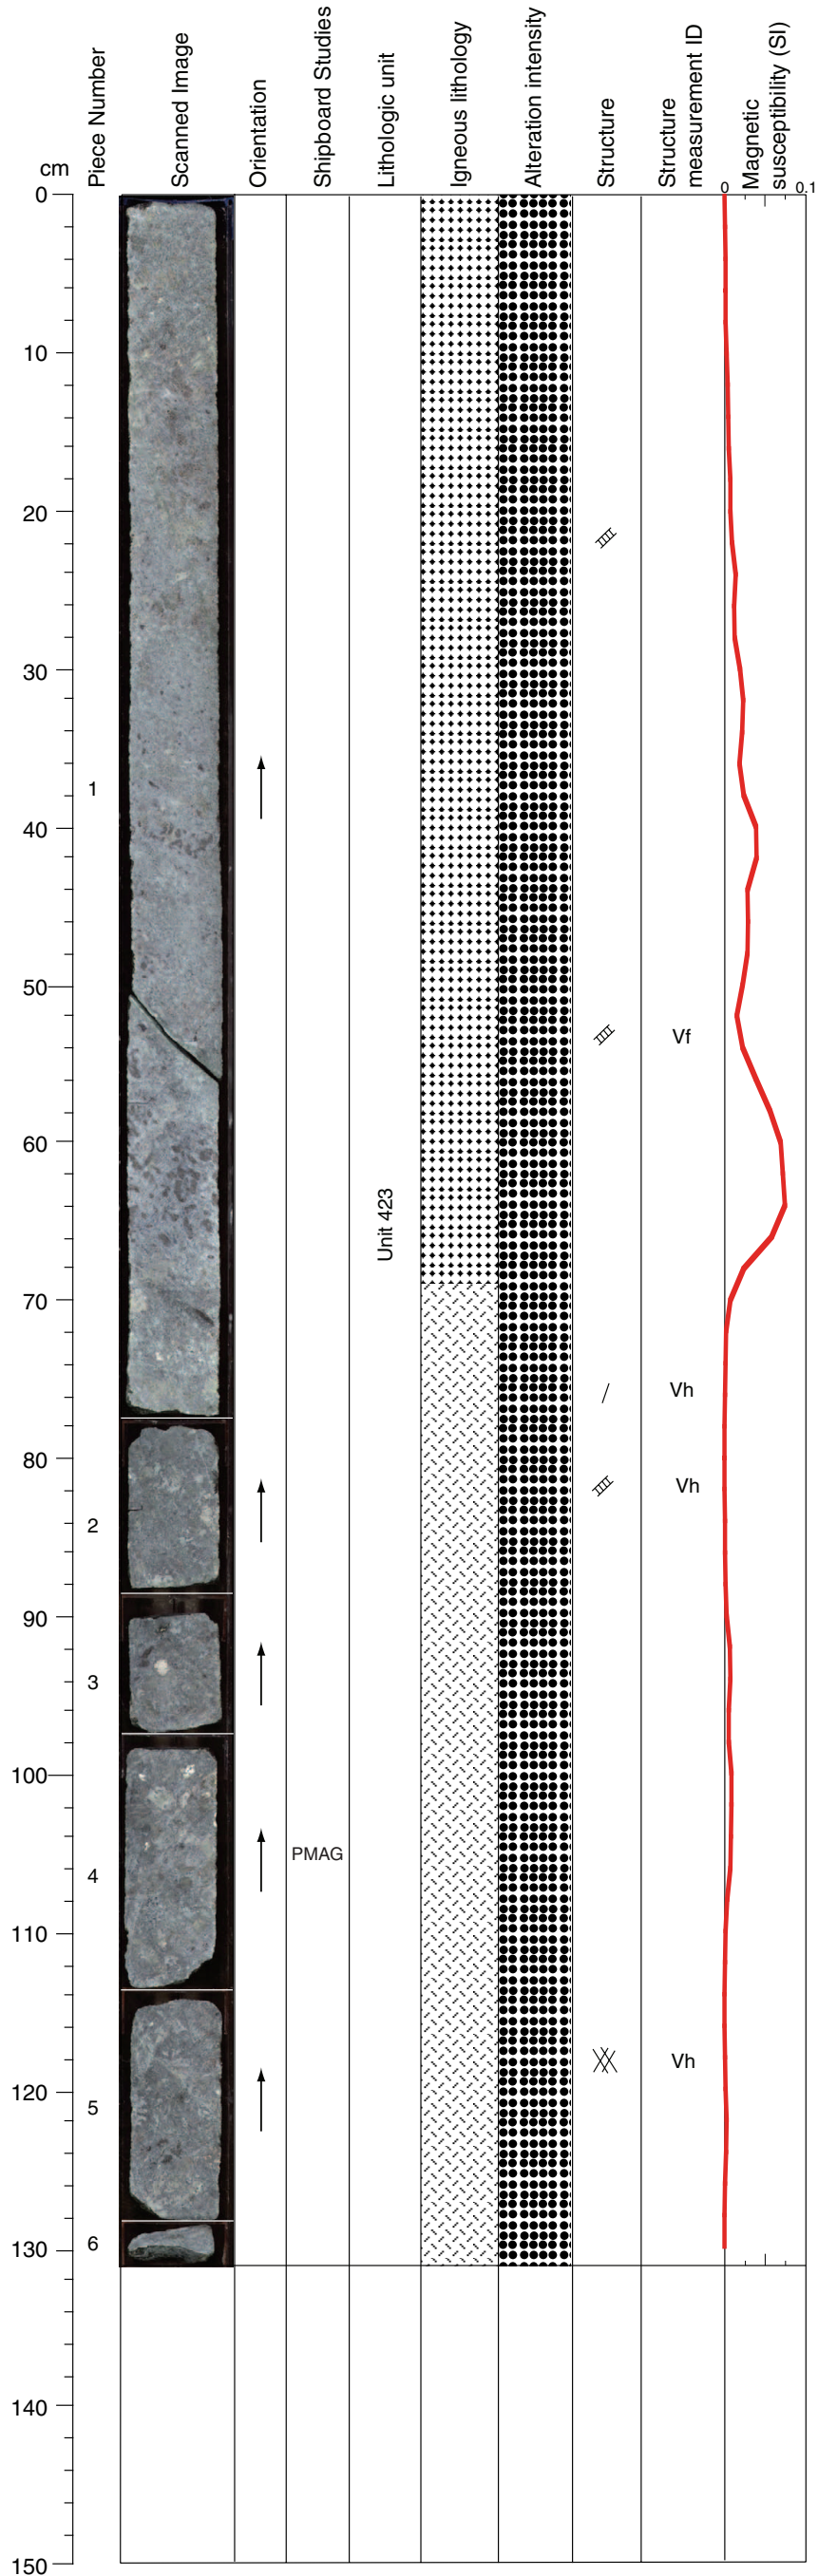 cm
Piece Number
Scanned Image
Orientation
Shipboard Studies
Lithologic unit
Igneous lithology
Alteration intensity
Structure
Structure
measurement ID
Magnetic
susceptibility (SI)
0 0.1
0
10
20
30
1
40
50
Vf
60
Unit 423
70
Vh
80
Vh
2
90
3
100
PMAG
4
110
Vh
120
5
6
130
140
150